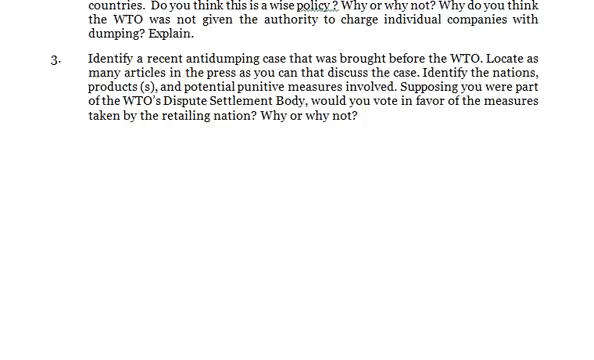 countries. Do you think this is a wise policy? Why or why not? Why do you think
the WTO was not given the authority to charge individual companies with
dumping? Explain.
3. Identify a recent antidumping case that was brought before the WTO. Locate as
many articles in the press as you can that discuss the case. Identify the nations,
products (s), and potential punitive measures involved. Supposing you were part
of the WTO's Dispute Settlement Body, would you vote in favor of the measures
taken by the retailing nation? Why or why not?